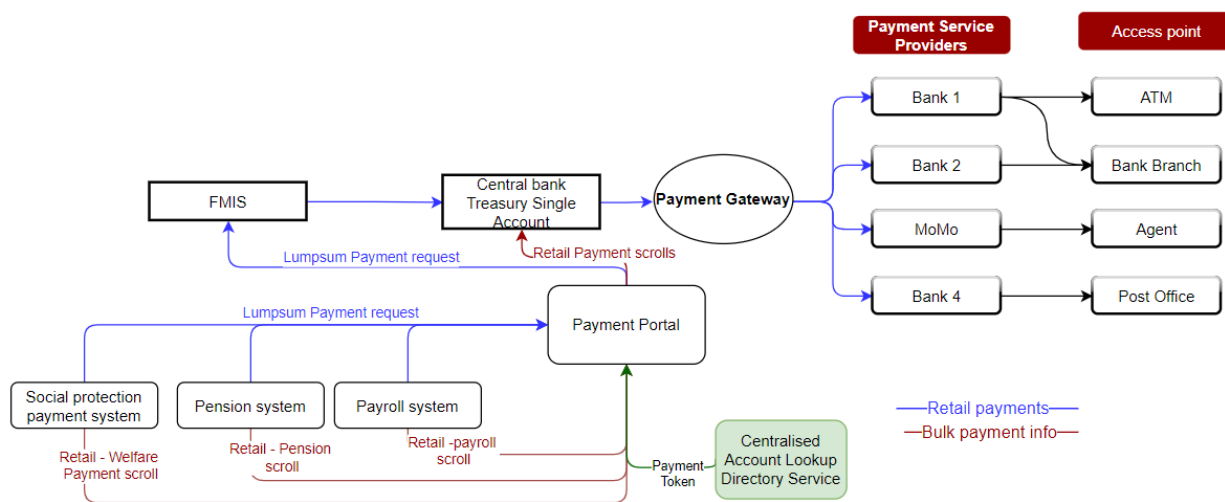 Payment Service
Providers
Access point
Bank 1
ATM
Bank 2
Bank Branch
Central bank
Treasury Single
Account
FMIS
Payment Gateway
MoMo
Agent
Retail Payment scrolls
Lumpsum Payment request
Bank 4
Post Office
Lumpsum Payment request
Payment Portal
Social protection
payment system
Pension system
Payroll system
Retail payments
Bulk payment info
Retail - Welfare
Payment scroll
Retail - Pension
scroll
Retail -payroll
scroll
Payment
Token
Centralised
Account Lookup
Directory Service